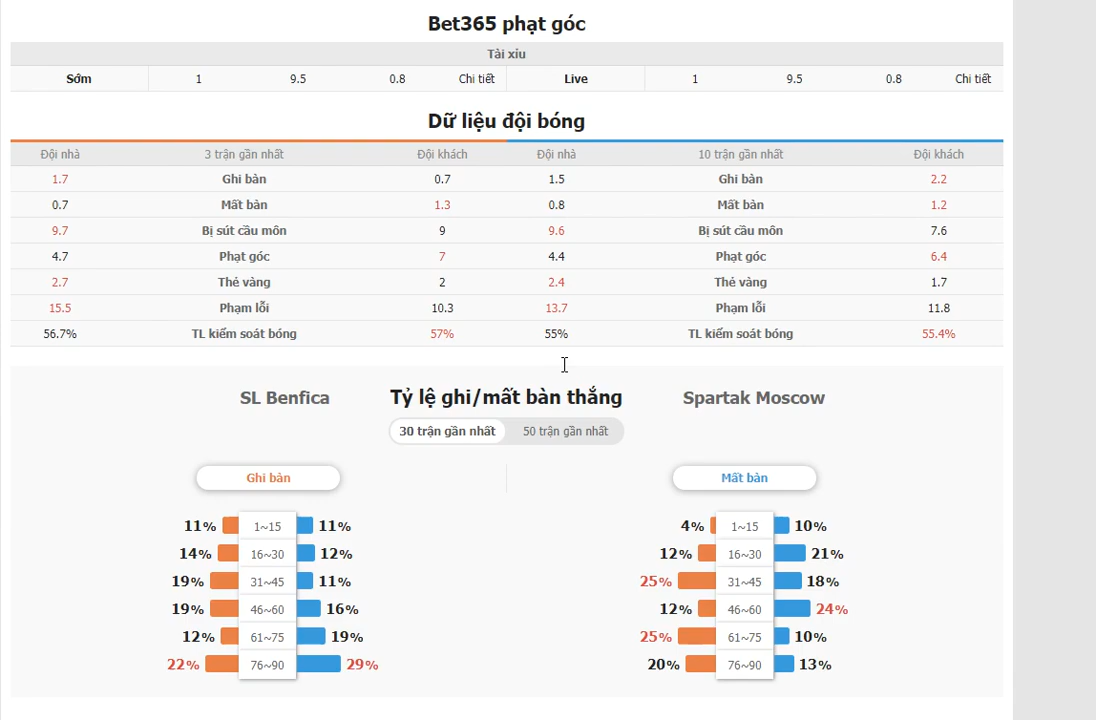 Bet365 phạt góc
Tài xỉu
Sớm 1 9.5 0.8 Chi tiết Live 1 9.5 0.8 Chi tiết
Dữ liệu đội bóng
Đội nhà 3 trận gần nhất Đội khách Đội nhà 10 trận gần nhất Đội khách
1.7 Ghi bàn 0.7 1.5 Ghi bàn 2.2
0.7 Mất bàn 1.3 0.8 Mất bàn 1.2
9.7 Bị sút cầu môn 9 9.6 Bị sút cầu môn 7.6
4.7 Phạt góc 7 4.4 Phạt góc 6.4
2.7 Thẻ vàng 2 2.4 Thẻ vàng 1.7
15.5 Phạm lỗi 10.3 13.7 Phạm lỗi 11.8
56.7% TL kiểm soát bóng 57% 55% TL kiểm soát bóng 55.4%
SL Benfica Tỷ lệ ghi/mất bàn thắng Spartak Moscow
30 trận gần nhất 50 trận gần nhất
Ghi bàn Mất bàn
11% 1~15 11% 4% 1~15 10%
14% 16~30 12% 12% 16~30 21%
19% 31~45 11% 25% 31~45 18%
19% 46~60 16% 12% 46~60 24%
12% 61~75 19% 25% 61~75 10%
22% 76~90 29% 20% 76~90 13%